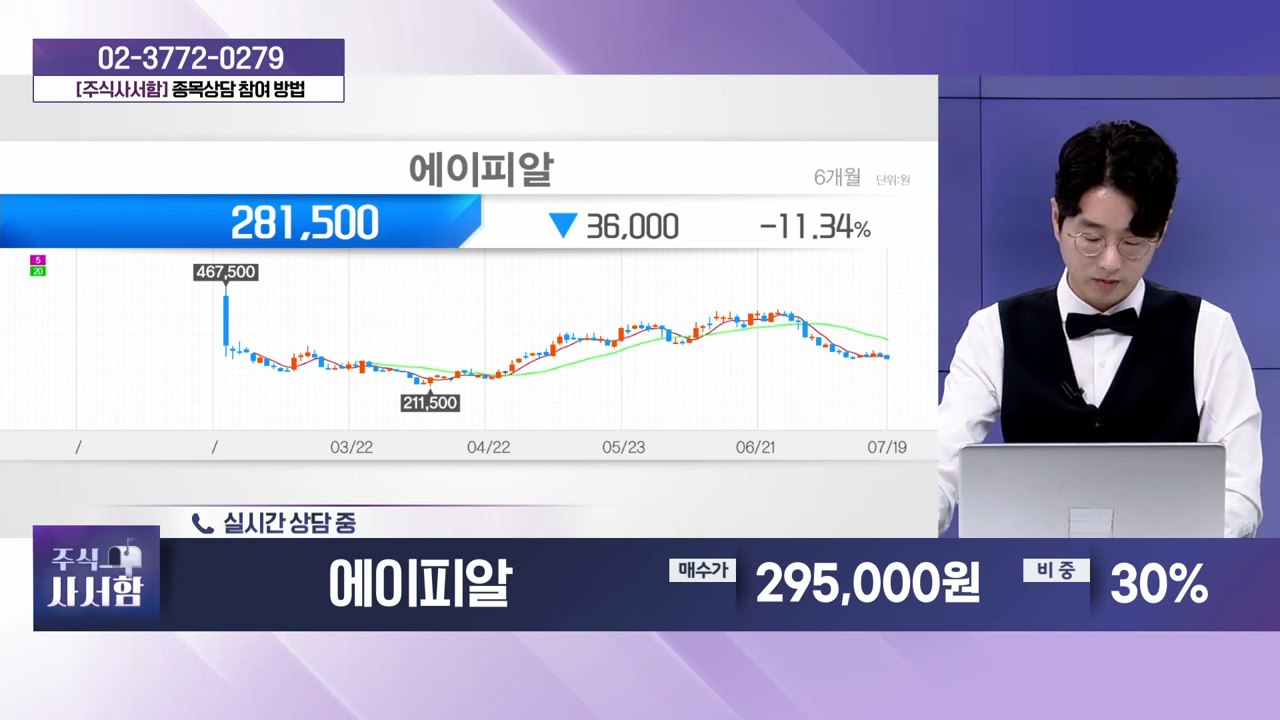 02-3772-0279
[주식사서함] 종목상담 참여 방법
에이피알
6개월 단위:원
281,500 ▼ 36,000 -11.34%
5
20
467,500
211,500
/ / 03/22 04/22 05/23 06/21 07/19
실시간 상담 중
주식
사서함
에이피알 매수가 295,000원 비중 30%